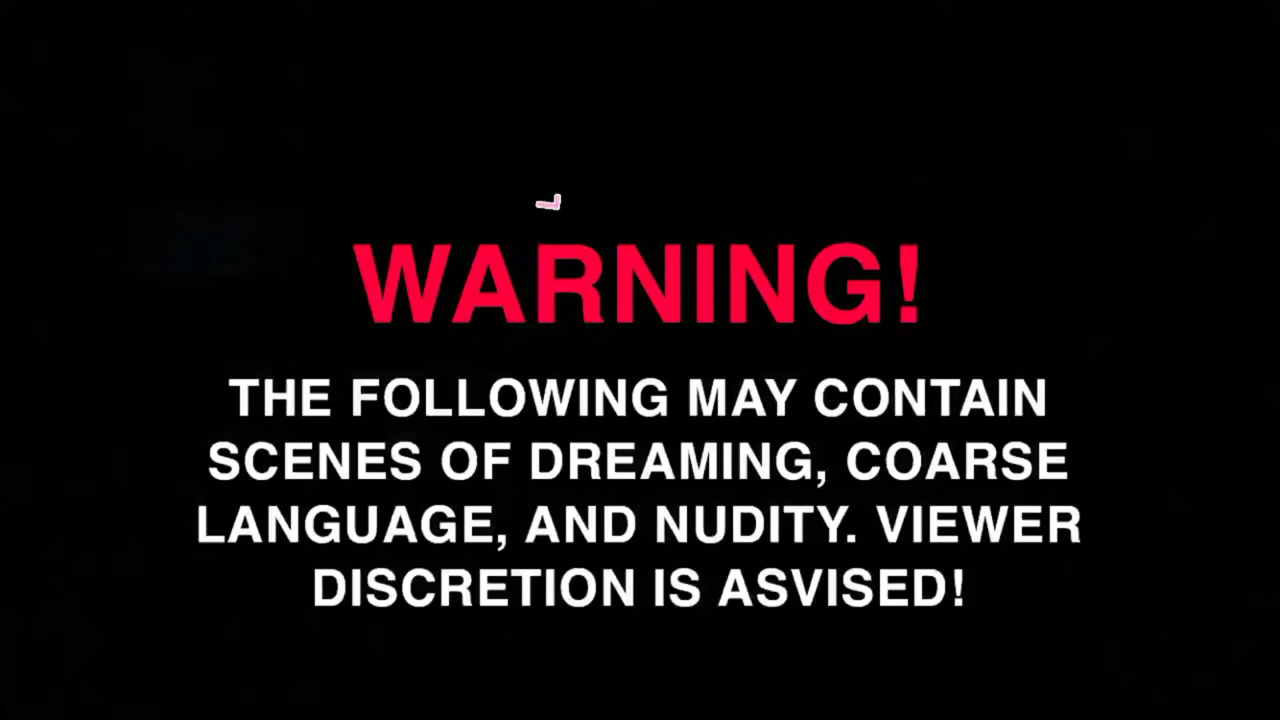 WARNING!
THE FOLLOWING MAY CONTAIN
SCENES OF DREAMING, COARSE
LANGUAGE, AND NUDITY. VIEWER
DISCRETION IS ASVISED!